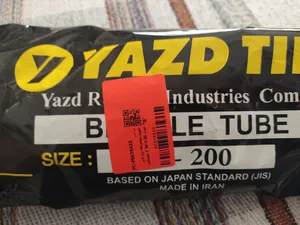 YAZD TI
Yazd R Industries Com
B LE TUBE
SIZE : - 200
BASED ON JAPAN STANDARD (JIS)
MADE IN IRAN